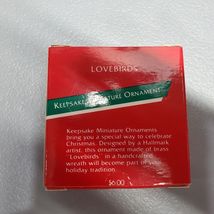 LOVEBIRDS
KEEPSAKE MINIATURE ORNAMENT
Keepsake Miniature Ornaments
bring you a special way to celebrate
Christmas. Designed by a Hallmark
artist, this ornament made of brass
"Lovebirds" in a handcrafted
wreath will become part of your
holiday tradition.
$6.00